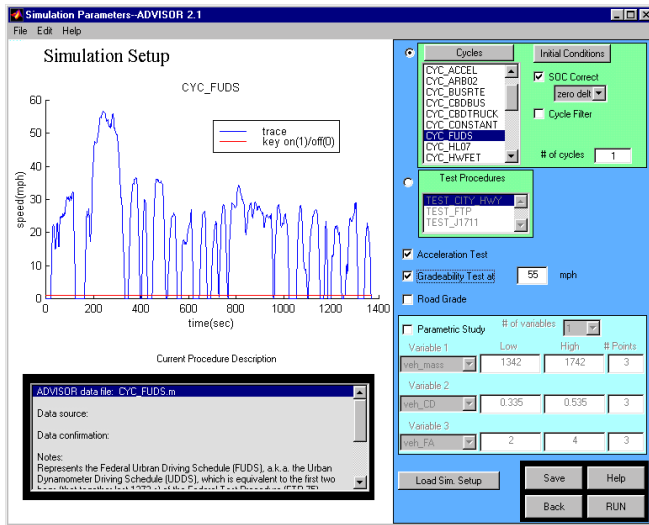 Simulation Parameters--ADVISOR 2.1
File Edit Help
Simulation Setup
CYC_FUDS
speed(mph)
60
50
40
30
20
10
0
trace
key on(1)/off(0)
0 200 400 600 800 1000 1200 1400
time(sec)
Current Procedure Description
ADVISOR data file: CYC_FUDS.m
Data source:
Data confirmation:
Notes:
Represents the Federal Urbran Driving Schedule (FUDS), a.k.a. the Urban
Dynamometer Driving Schedule (UDDS), which is equivalent to the first two
Cycles
CYC_ACCEL
CYC_ARB02
CYC_BUSRTE
CYC_CBDBUS
CYC_CBDTRUCK
CYC_CONSTANT
CYC_FUDS
CYC_HL07
CYC_HWFET
Initial Conditions
SOC Correct
zero delt
Cycle Filter
# of cycles 1
Test Procedures
TEST_CITY_HWY
TEST_FTP
TEST_J1711
Acceleration Test
Gradeability Test at 55 mph
Road Grade
Parametric Study # of variables 1
Variable 1 Low High # Points
veh_mass 1342 1742 3
Variable 2
veh_CD 0.335 0.535 3
Variable 3
veh_FA 2 4 3
Load Sim. Setup
Save Help
Back RUN